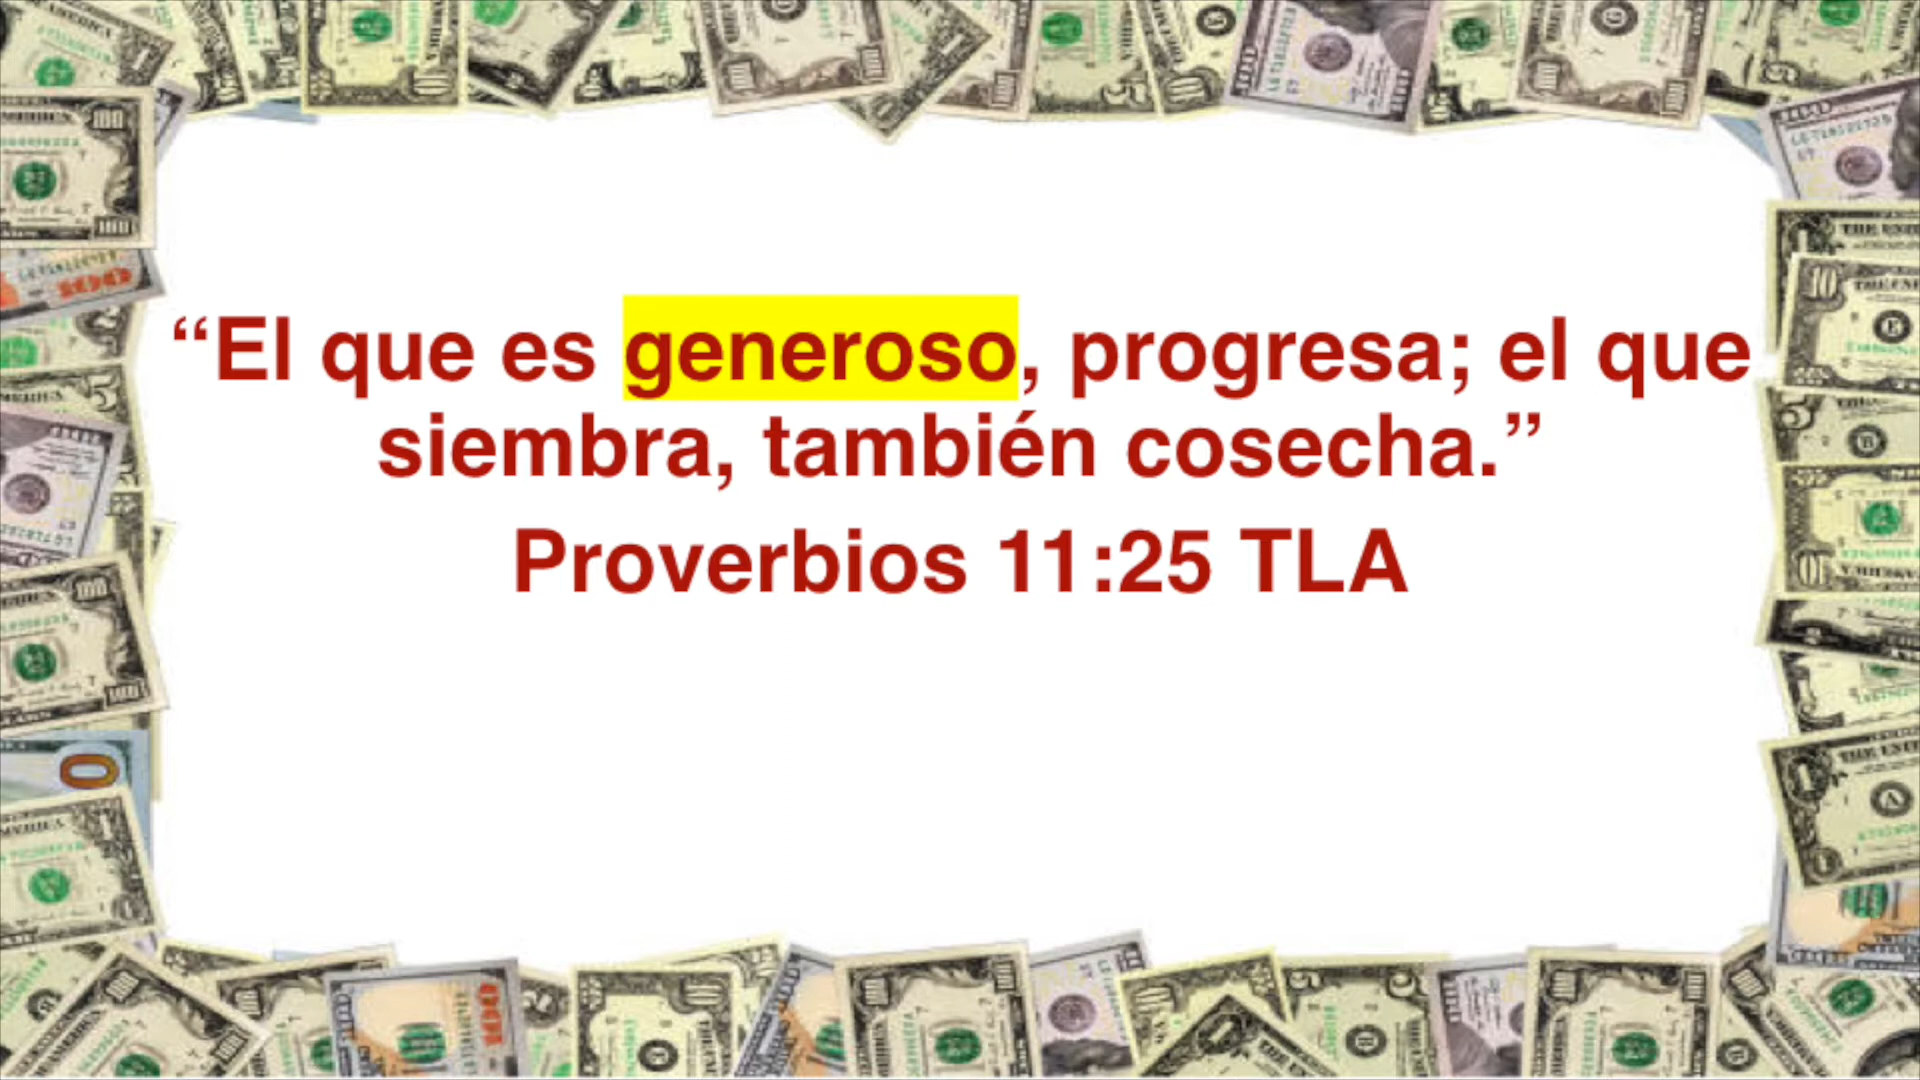 “El que es generoso, progresa; el que
siembra, también cosecha.”
Proverbios 11:25 TLA